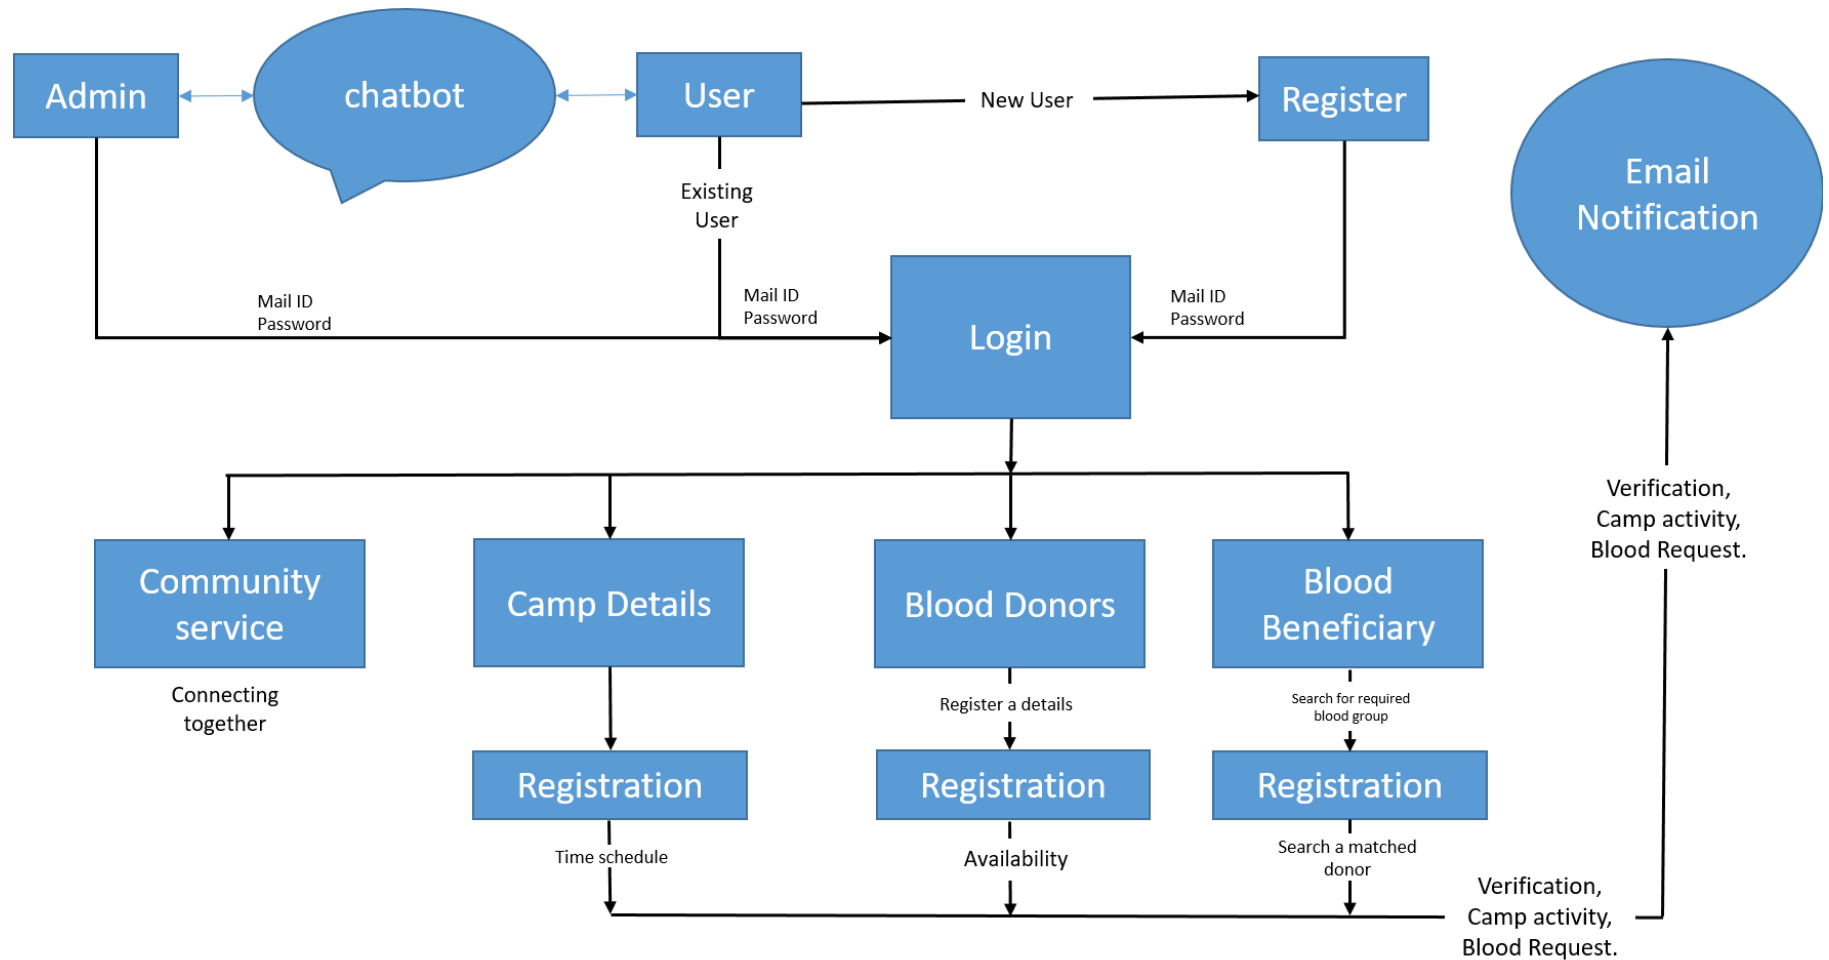 Admin
chatbot
User
New User
Register
Email
Notification
Existing
User
Mail ID
Password
Mail ID
Password
Login
Mail ID
Password
Verification,
Camp activity,
Blood Request.
Community
service
Camp Details
Blood Donors
Blood
Beneficiary
Connecting
together
Register a details
Search for required
blood group
Registration
Registration
Registration
Time schedule
Availability
Search a matched
donor
Verification,
Camp activity,
Blood Request.